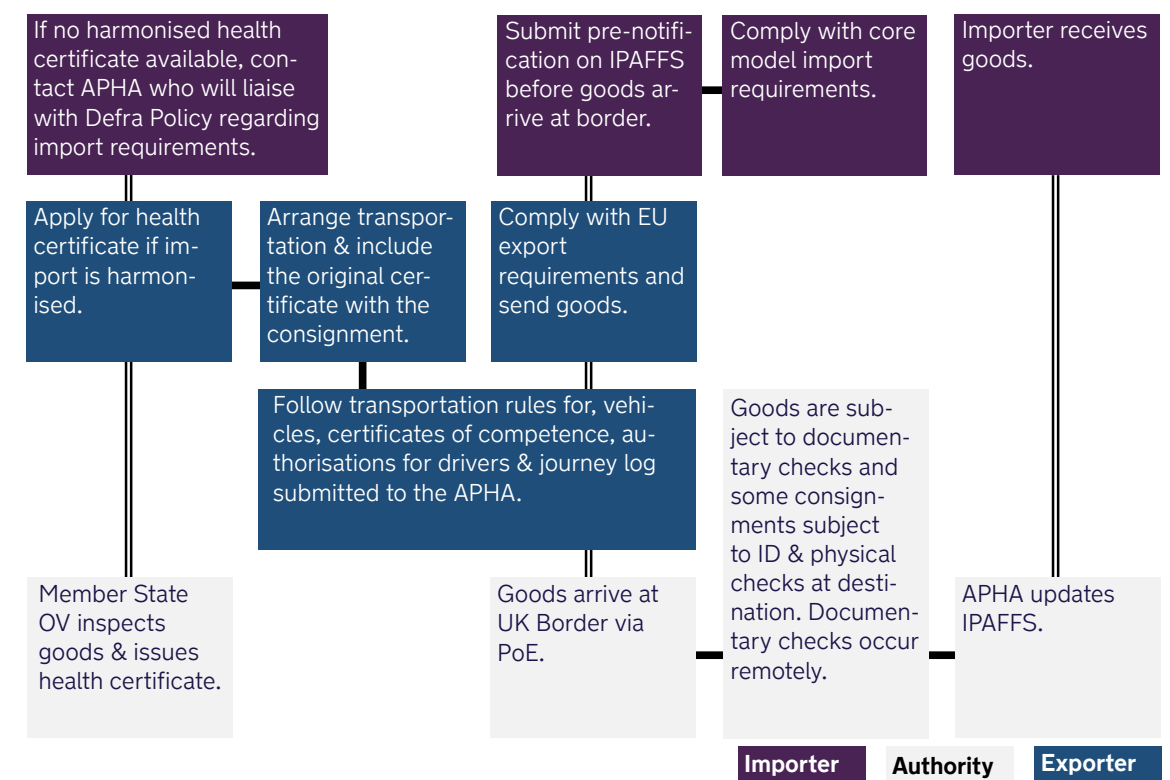 If no harmonised health
certificate available, con-
tact APHA who will liaise
with Defra Policy regarding
import requirements.
Submit pre-notifi-
cation on IPAFFS
before goods ar-
rive at border.
Comply with core
model import
requirements.
Importer receives
goods.
Apply for health
certificate if im-
port is harmon-
ised.
Arrange transpor-
tation & include
the original cer-
tificate with the
consignment.
Comply with EU
export
requirements and
send goods.
Follow transportation rules for, vehi-
cles, certificates of competence, au-
thorisations for drivers & journey log
submitted to the APHA.
Goods are sub-
ject to documen-
tary checks and
some consign-
ments subject
to ID & physical
checks at desti-
nation. Documen-
tary checks occur
remotely.
Member State
OV inspects
goods & issues
health certificate.
Goods arrive at
UK Border via
PoE.
APHA updates
IPAFFS.
Importer
Authority
Exporter